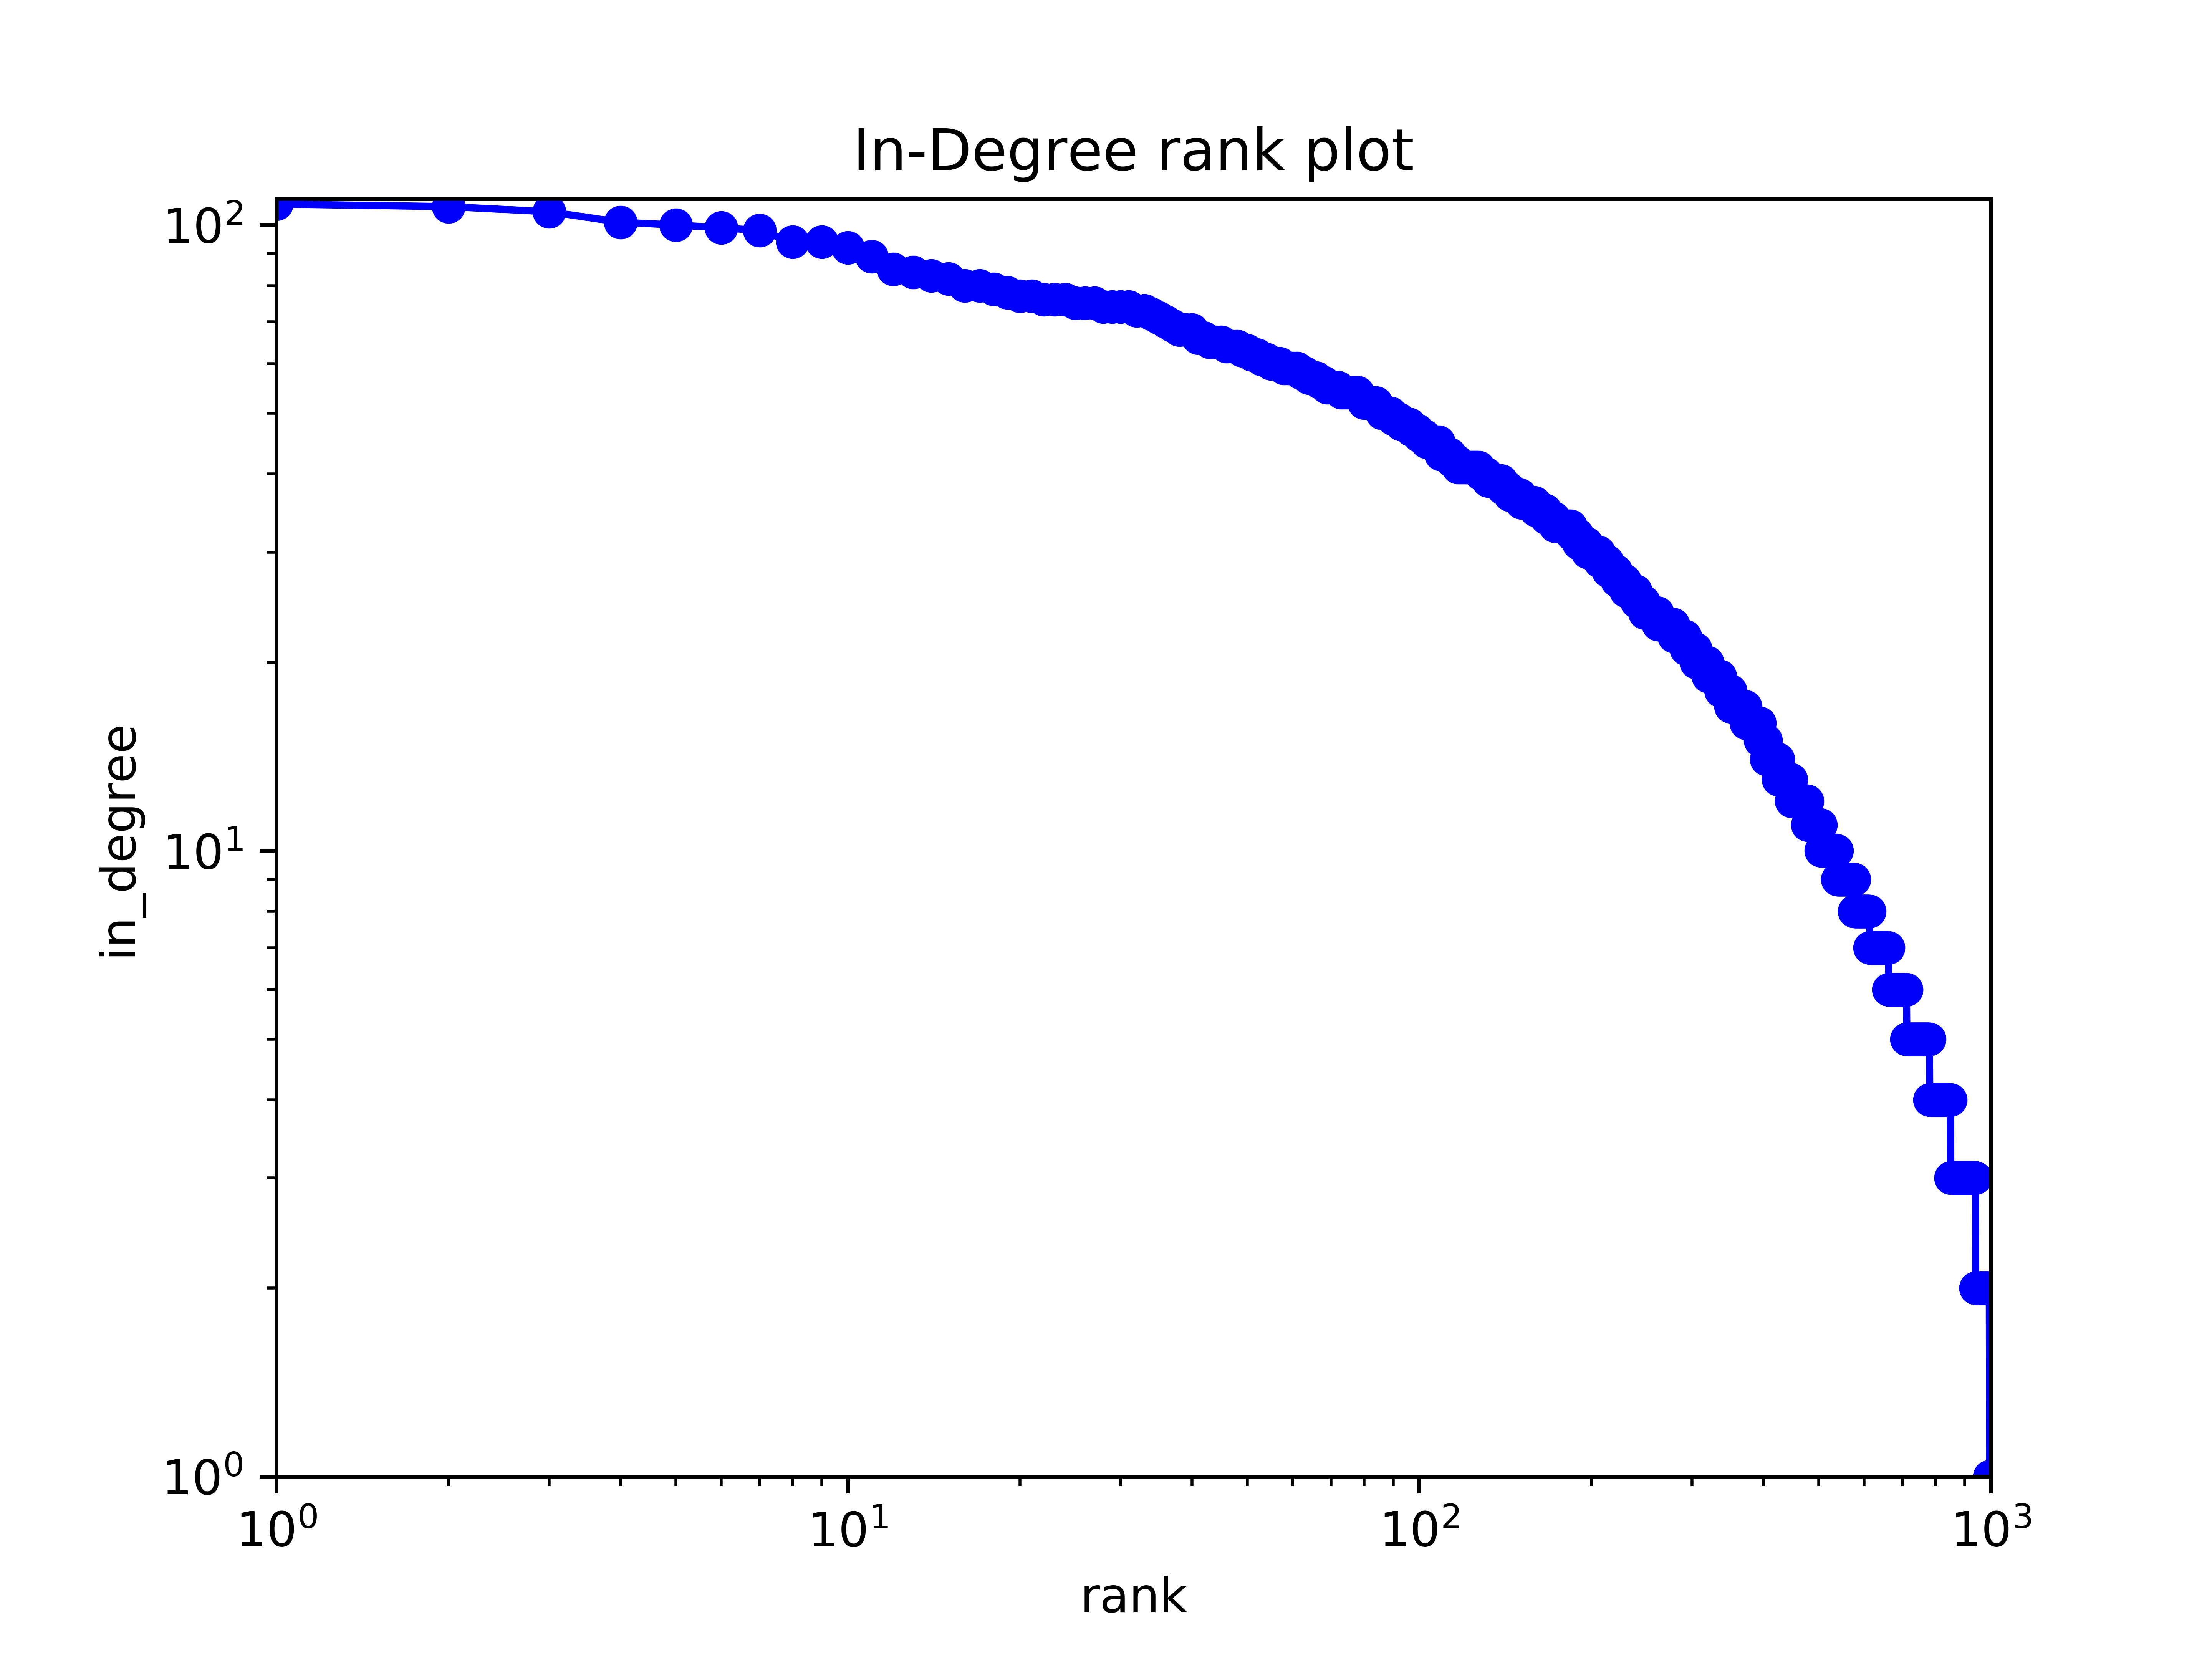 In-Degree rank plot
in_degree
10²
10¹
10⁰
10⁰ 10¹ 10² 10³
rank